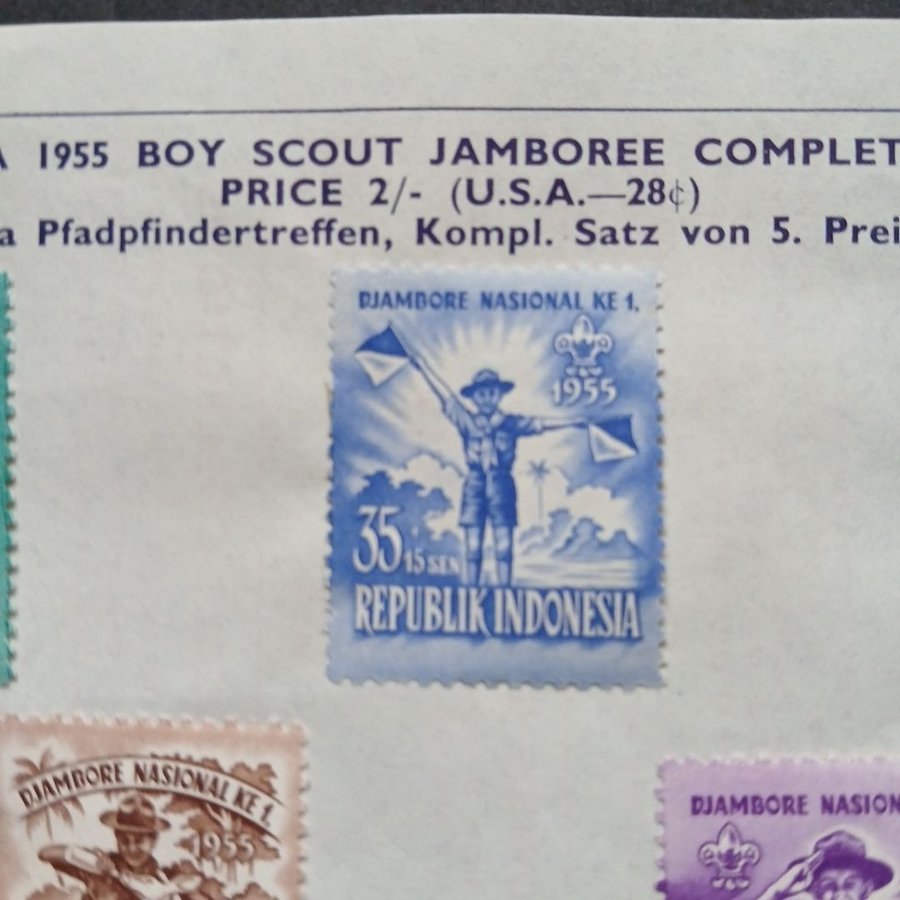 A 1955 BOY SCOUT JAMBOREE COMPLET
PRICE 2/- (U.S.A.—28¢)
a Pfadpfindertreffen, Kompl. Satz von 5. Prei
DJAMBORE NASIONAL KE 1.
1955
35
+15 SEN
REPUBLIK INDONESIA
DJAMBORE NASIONAL KE 1.
1955
DJAMBORE NASION